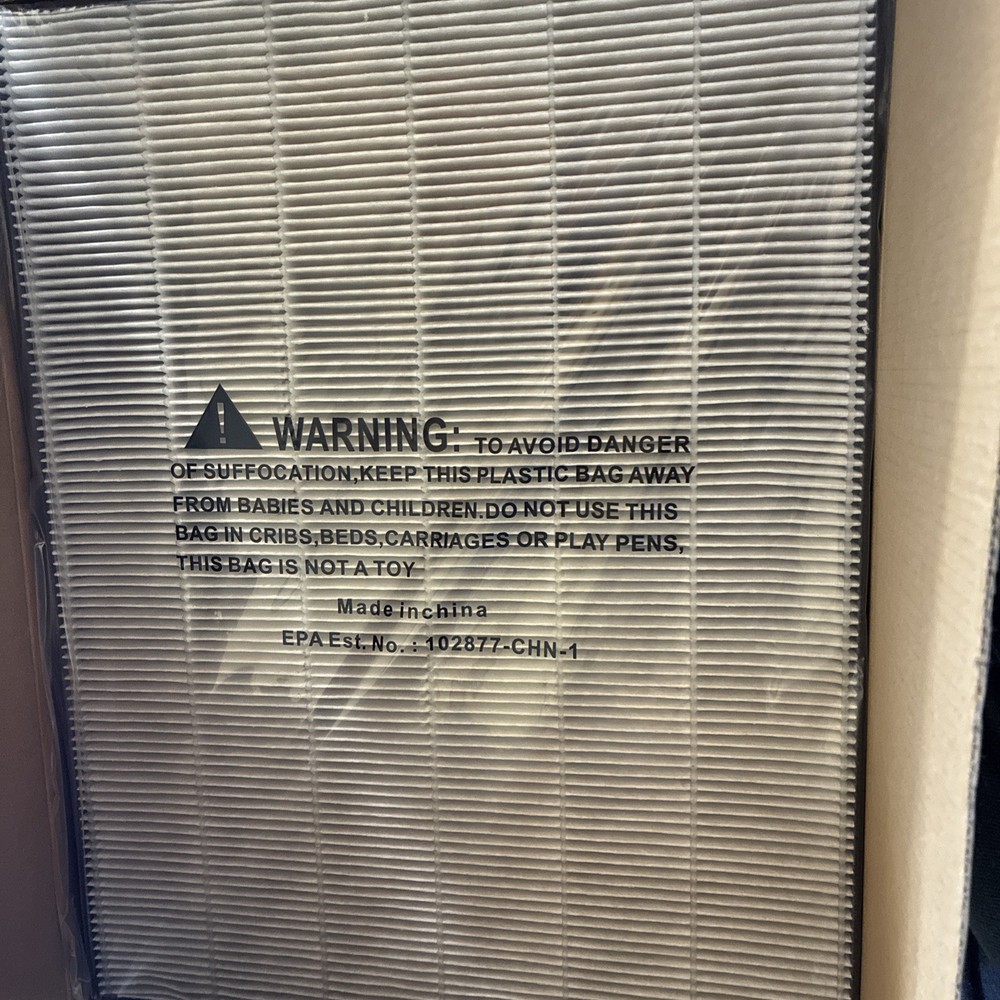 WARNING: TO AVOID DANGER
OF SUFFOCATION,KEEP THIS PLASTIC BAG AWAY
FROM BABIES AND CHILDREN.DO NOT USE THIS
BAG IN CRIBS,BEDS,CARRIAGES OR PLAY PENS,
THIS BAG IS NOT A TOY
Made inchina
EPA Est. No. : 102877-CHN-1